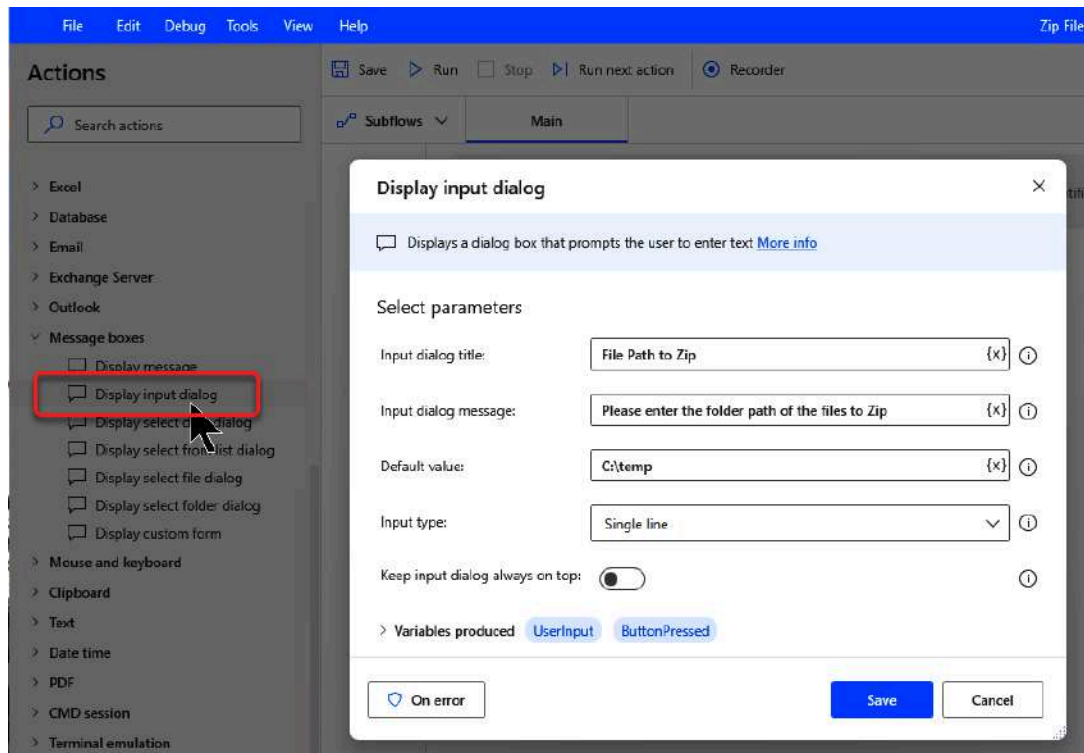 File Edit Debug Tools View Help Zip File
Actions
Save Run Stop Run next action Recorder
Search actions
Subflows Main
Excel
Database
Email
Exchange Server
Outlook
Message boxes
Display message
Display input dialog
Display select dialog
Display select from list dialog
Display select file dialog
Display select folder dialog
Display custom form
Mouse and keyboard
Clipboard
Text
Date time
PDF
CMD session
Terminal emulation
Display input dialog
Displays a dialog box that prompts the user to enter text More info
Select parameters
Input dialog title: File Path to Zip {x}
Input dialog message: Please enter the folder path of the files to Zip {x}
Default value: C:\temp {x}
Input type: Single line
Keep input dialog always on top:
Variables produced UserInput ButtonPressed
On error Save Cancel